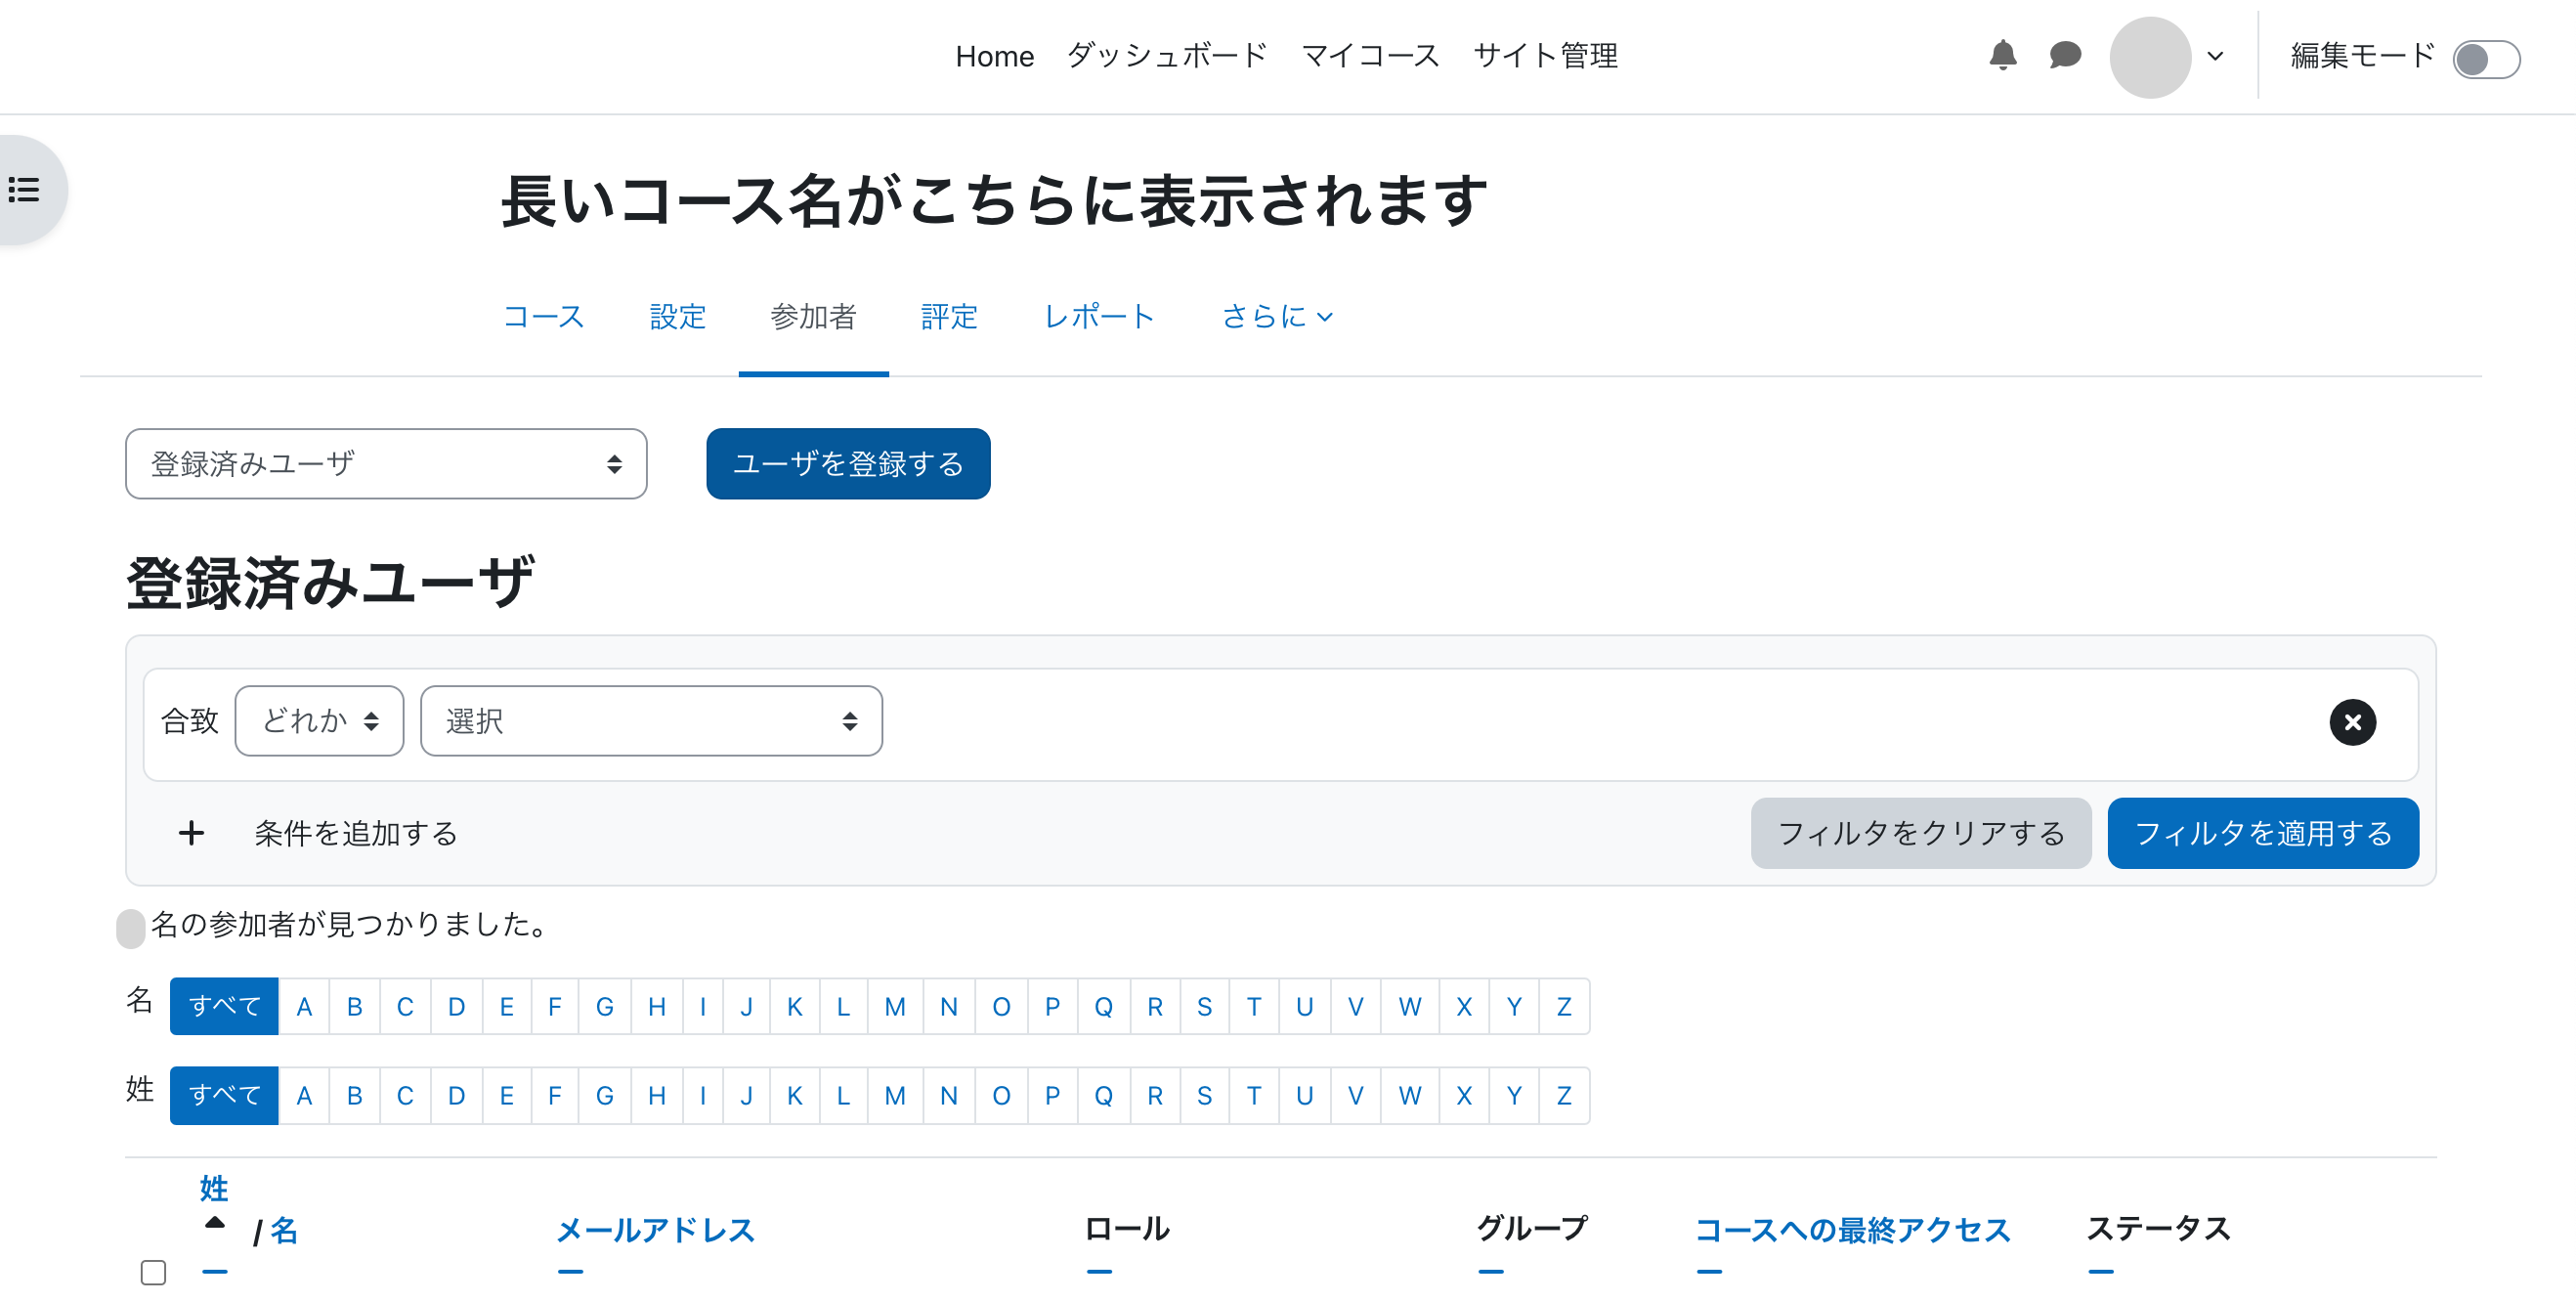 Home ダッシュボード マイコース サイト管理 編集モード
長いコース名がこちらに表示されます
コース 設定 参加者 評定 レポート さらに
登録済みユーザ ユーザを登録する
登録済みユーザ
合致 どれか 選択
条件を追加する フィルタをクリアする フィルタを適用する
名の参加者が見つかりました。
名 すべて A B C D E F G H I J K L M N O P Q R S T U V W X Y Z
姓 すべて A B C D E F G H I J K L M N O P Q R S T U V W X Y Z
姓 / 名 メールアドレス ロール グループ コースへの最終アクセス ステータス